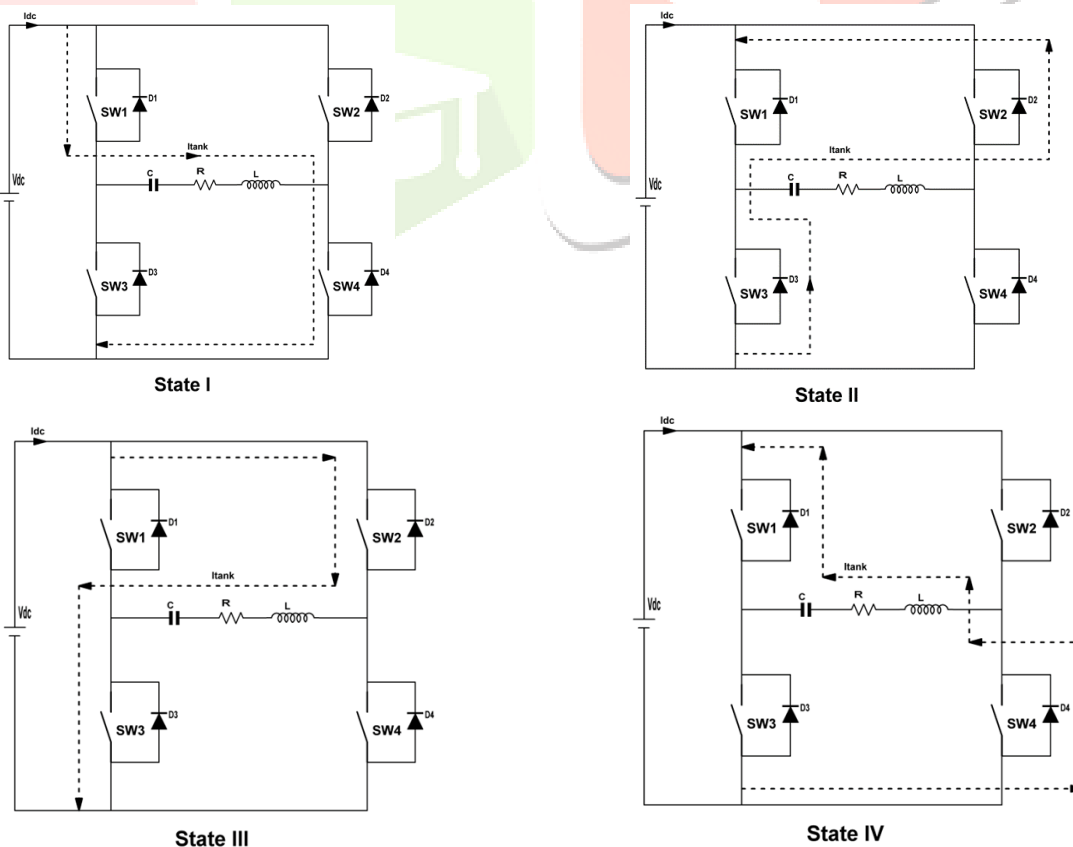 Idc
D1
SW1
D2
SW2
Itank
C
R
L
Vdc
D3
SW3
D4
SW4
State I
Idc
D1
SW1
D2
SW2
Itank
C
R
L
Vdc
D3
SW3
D4
SW4
State II
Idc
D1
SW1
D2
SW2
Itank
C
R
L
Vdc
D3
SW3
D4
SW4
State III
Idc
D1
SW1
D2
SW2
Itank
C
R
L
Vdc
D3
SW3
D4
SW4
State IV